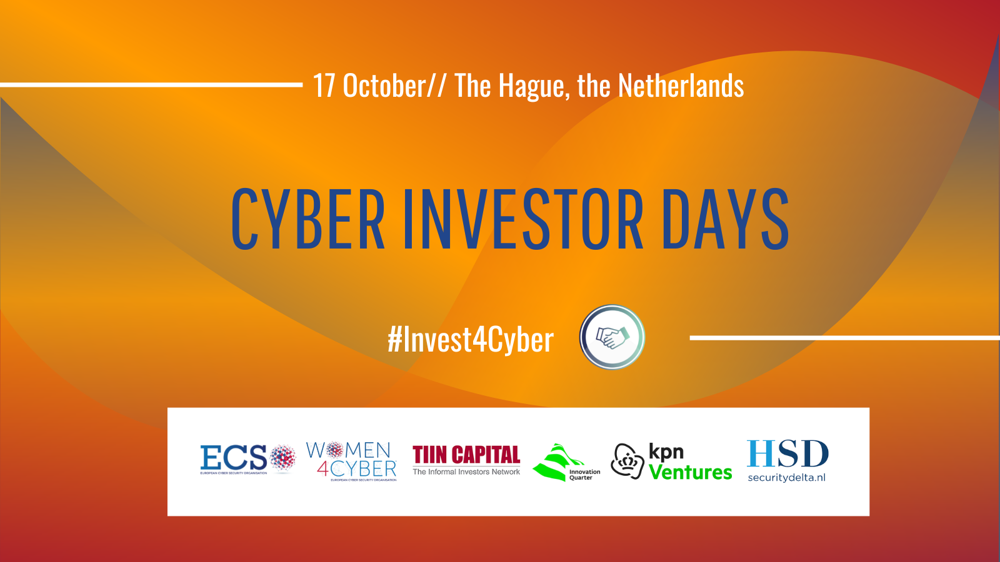 17 October// The Hague, the Netherlands
CYBER INVESTOR DAYS
#Invest4Cyber
ECSO
EUROPEAN CYBER SECURITY ORGANISATION
WOMEN
4CYBER
EUROPEAN CYBER SECURITY ORGANISATION
TIIN CAPITAL
The Informal Investors Network
Innovation
Quarter
kpn
Ventures
HSD
securitydelta.nl